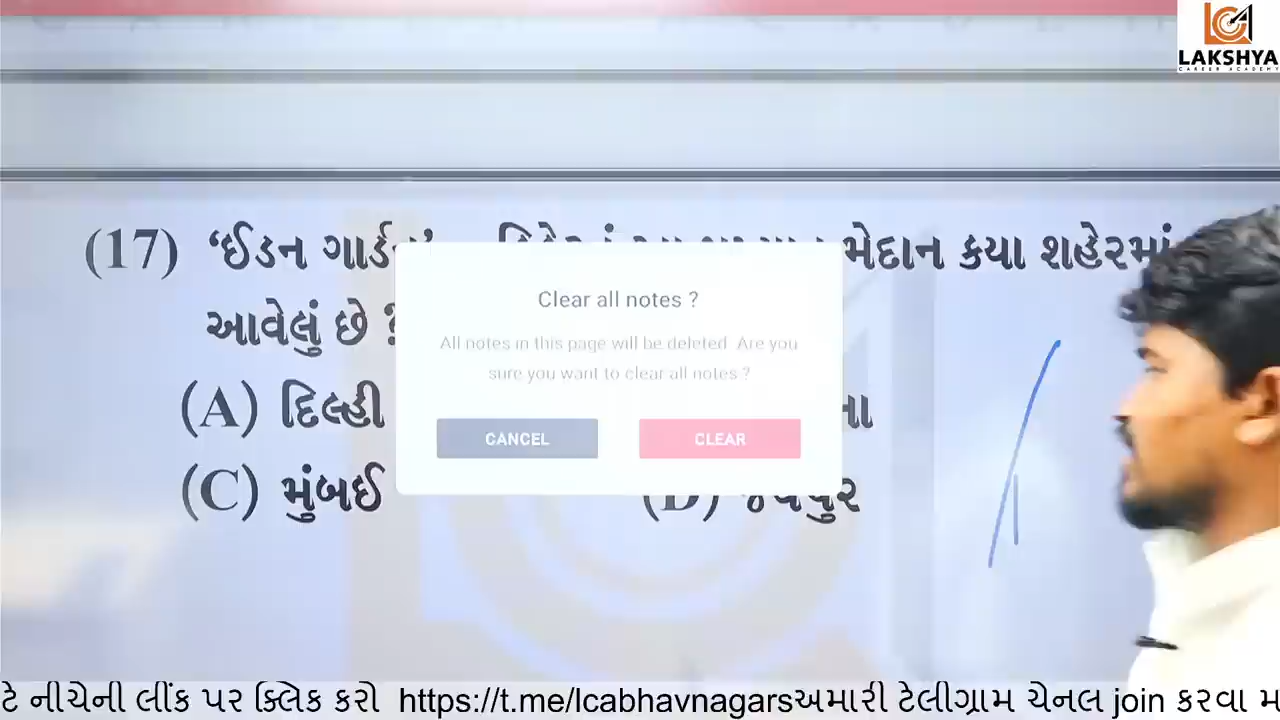 LAKSHYA
CAREER ACADEMY
(17) 'ઈડન ગાર્ડન' મેદાન કયા શહેરમાં
આવેલું છે ?
Clear all notes ?
All notes in this page will be deleted. Are you
sure you want to clear all notes ?
(A) દિલ્હી
CANCEL
CLEAR
(C) મુંબઈ
(D) જયપુર
ટે નીચેની લીંક પર ક્લિક કરો https://t.me/lcabhavnagarsઅમારી ટેલીગ્રામ ચેનલ join કરવા મ